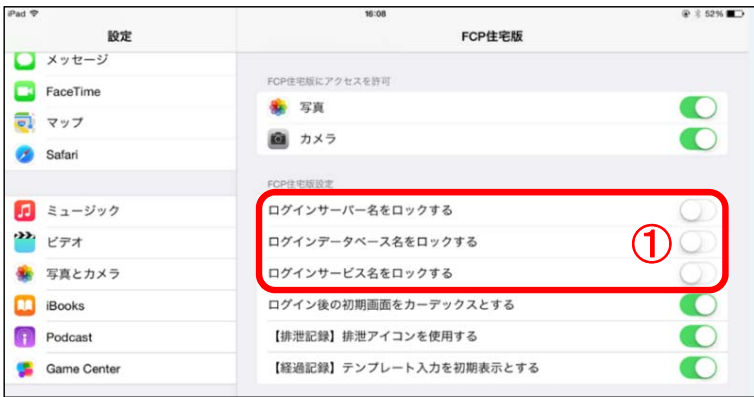 iPad 16:08 52%
設定
FCP住宅版
メッセージ
FaceTime
マップ
Safari
ミュージック
ビデオ
写真とカメラ
iBooks
Podcast
Game Center
FCP住宅版にアクセスを許可
写真
カメラ
FCP住宅版設定
ログインサーバー名をロックする
ログインデータベース名をロックする
ログインサービス名をロックする
①
ログイン後の初期画面をカーデックスとする
【排泄記録】排泄アイコンを使用する
【経過記録】テンプレート入力を初期表示とする